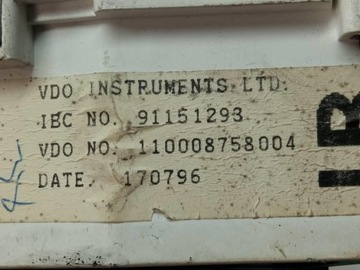 VDO INSTRUMENTS LTD.
IBC NO. 91151293
VDO NO. 110008758004
DATE. 170796